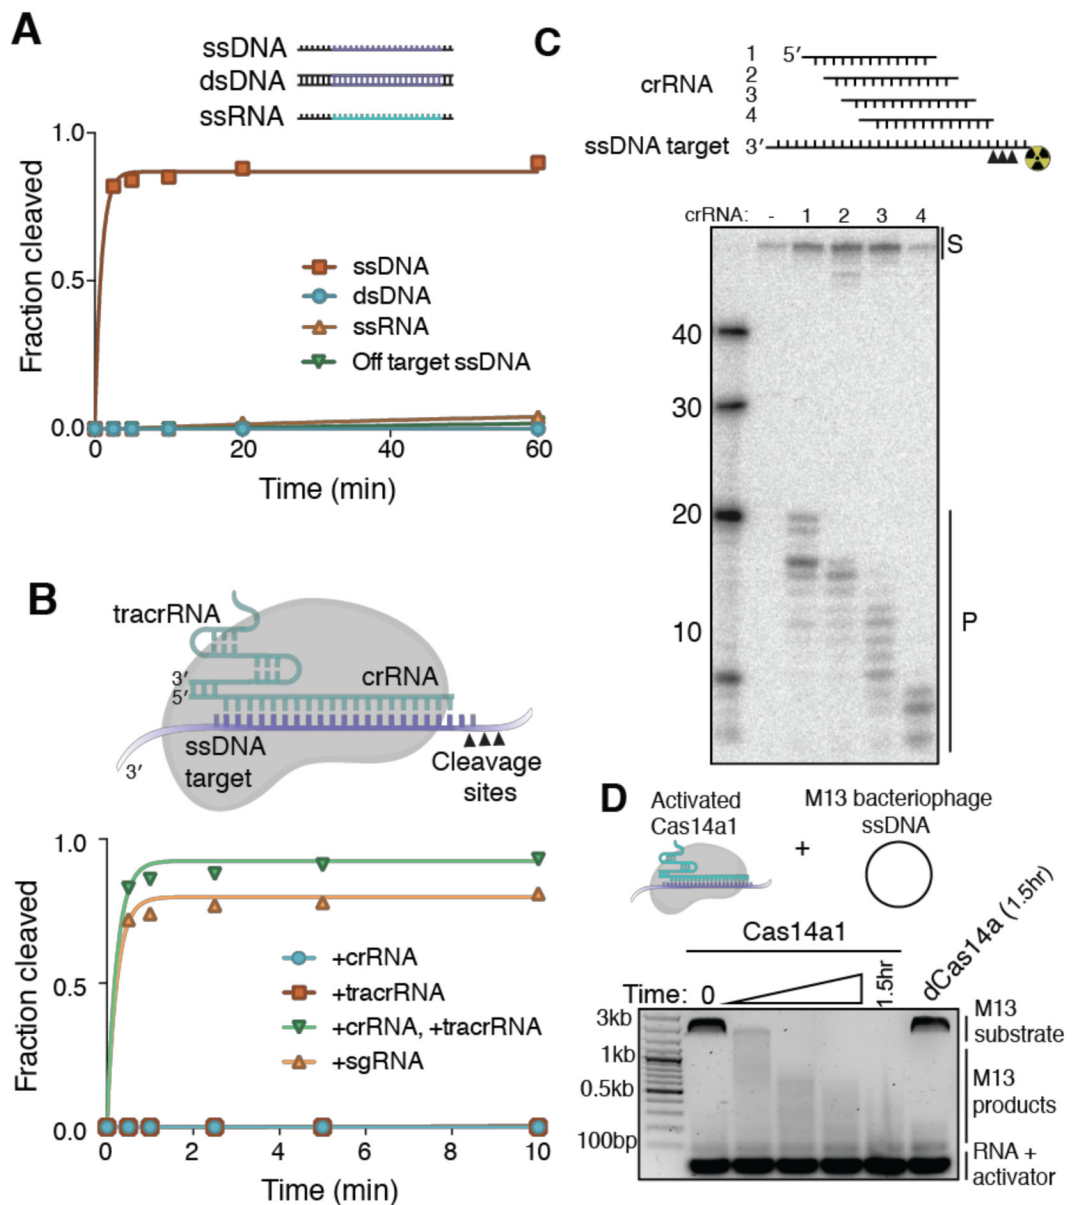 A
ssDNA
dsDNA
ssRNA
1.0
0.5
0.0
Fraction cleaved
ssDNA
dsDNA
ssRNA
Off target ssDNA
0
20
40
60
Time (min)
B
tracrRNA
3′
5′
crRNA
ssDNA
target
3′
Cleavage
sites
1.0
0.5
0.0
Fraction cleaved
+crRNA
+tracrRNA
+crRNA, +tracrRNA
+sgRNA
0
2
4
6
8
10
Time (min)
C
1 5′
2
crRNA
3
4
ssDNA target 3′
crRNA: - 1 2 3 4
S
40
30
20
10
P
D
Activated
Cas14a1
+
M13 bacteriophage
ssDNA
Cas14a1
dCas14a (1.5hr)
Time: 0 1.5hr
3kb
1kb
0.5kb
100bp
M13
substrate
M13
products
RNA +
activator